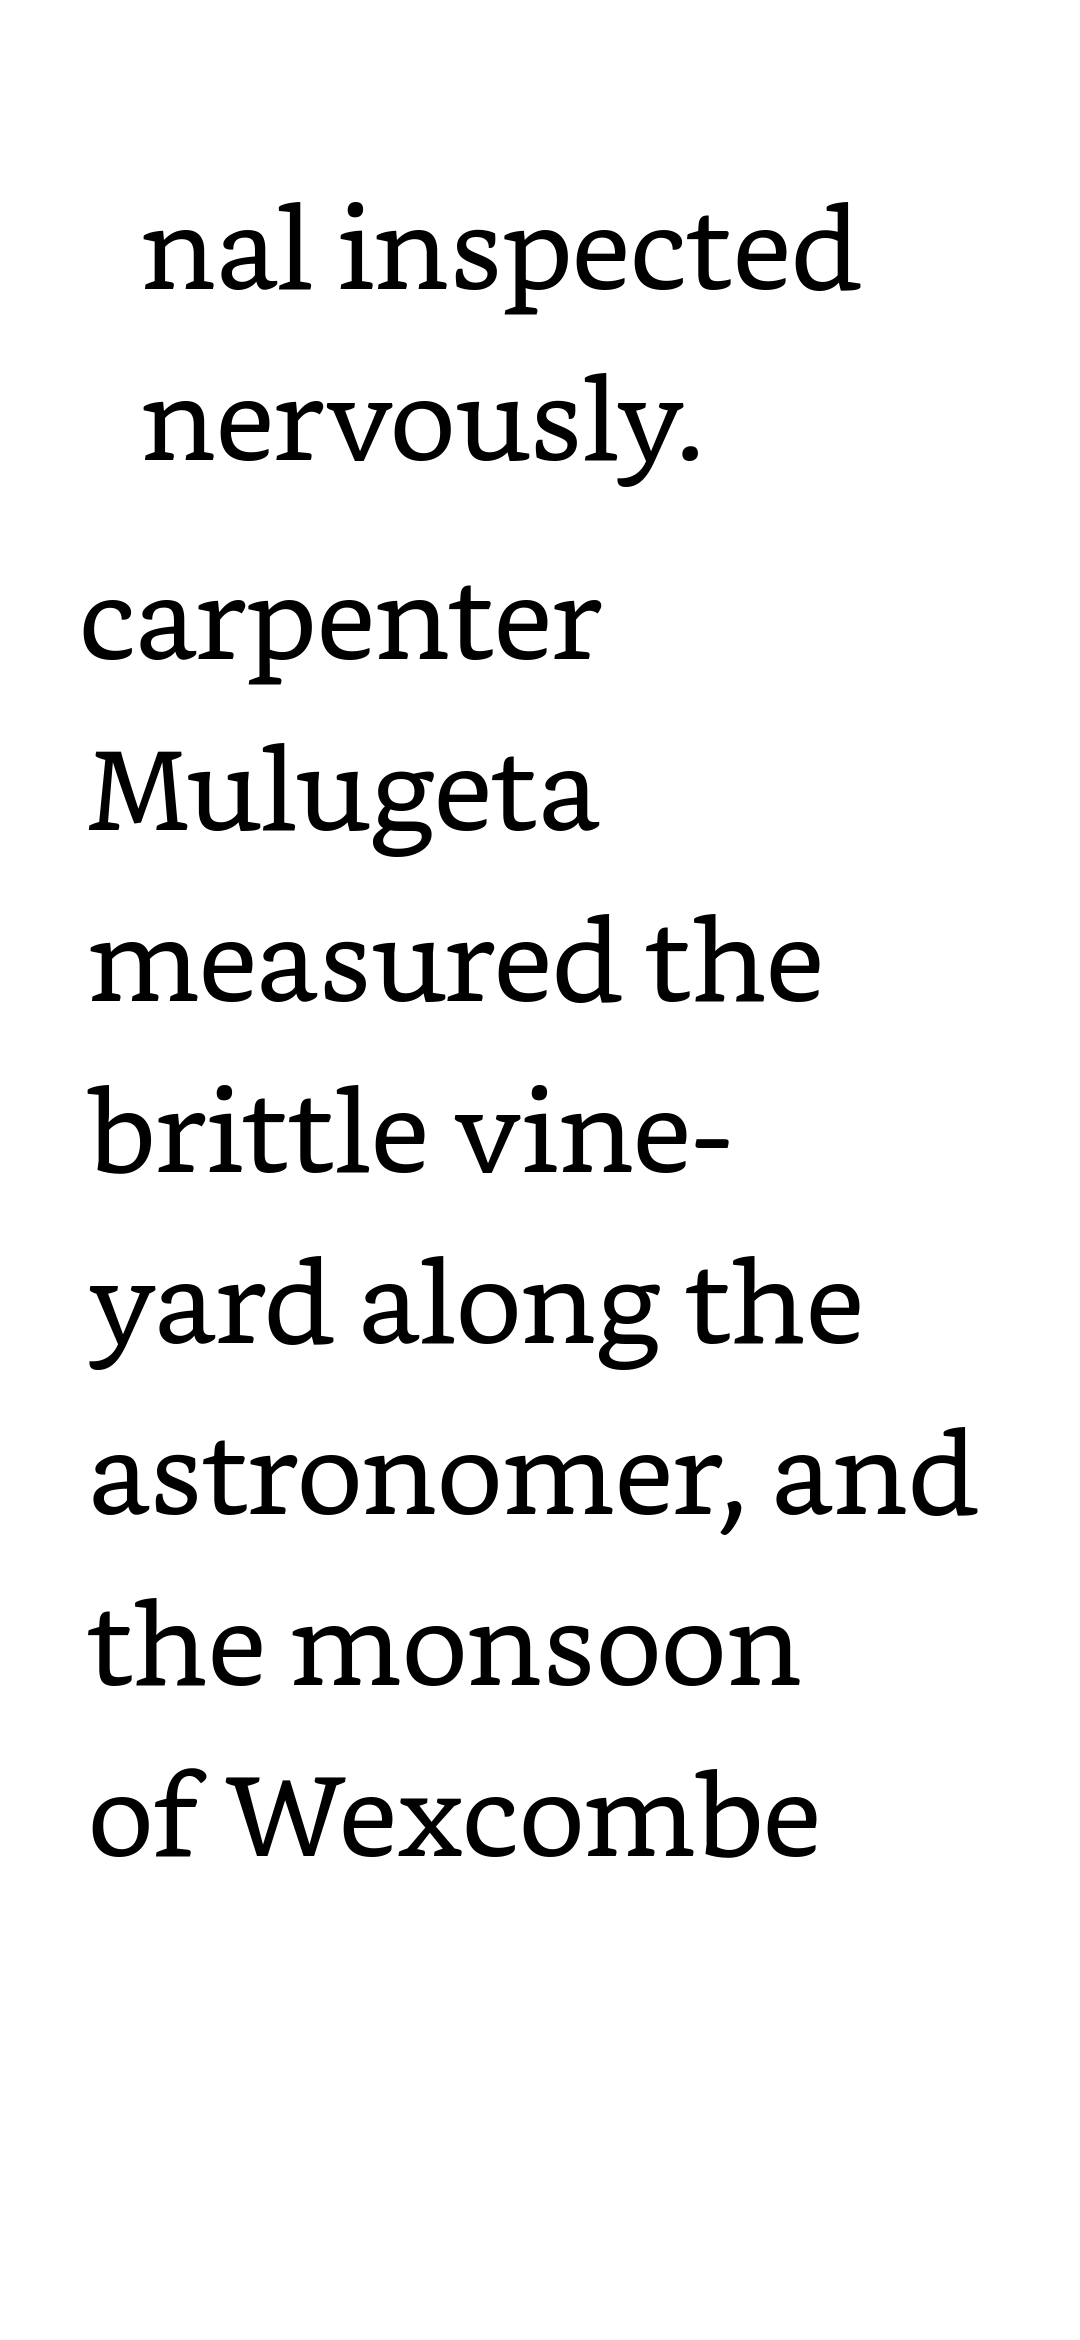 nal inspected
nervously.
carpenter
Mulugeta
measured the
brittle vine-
yard along the
astronomer, and
the monsoon
of Wexcombe